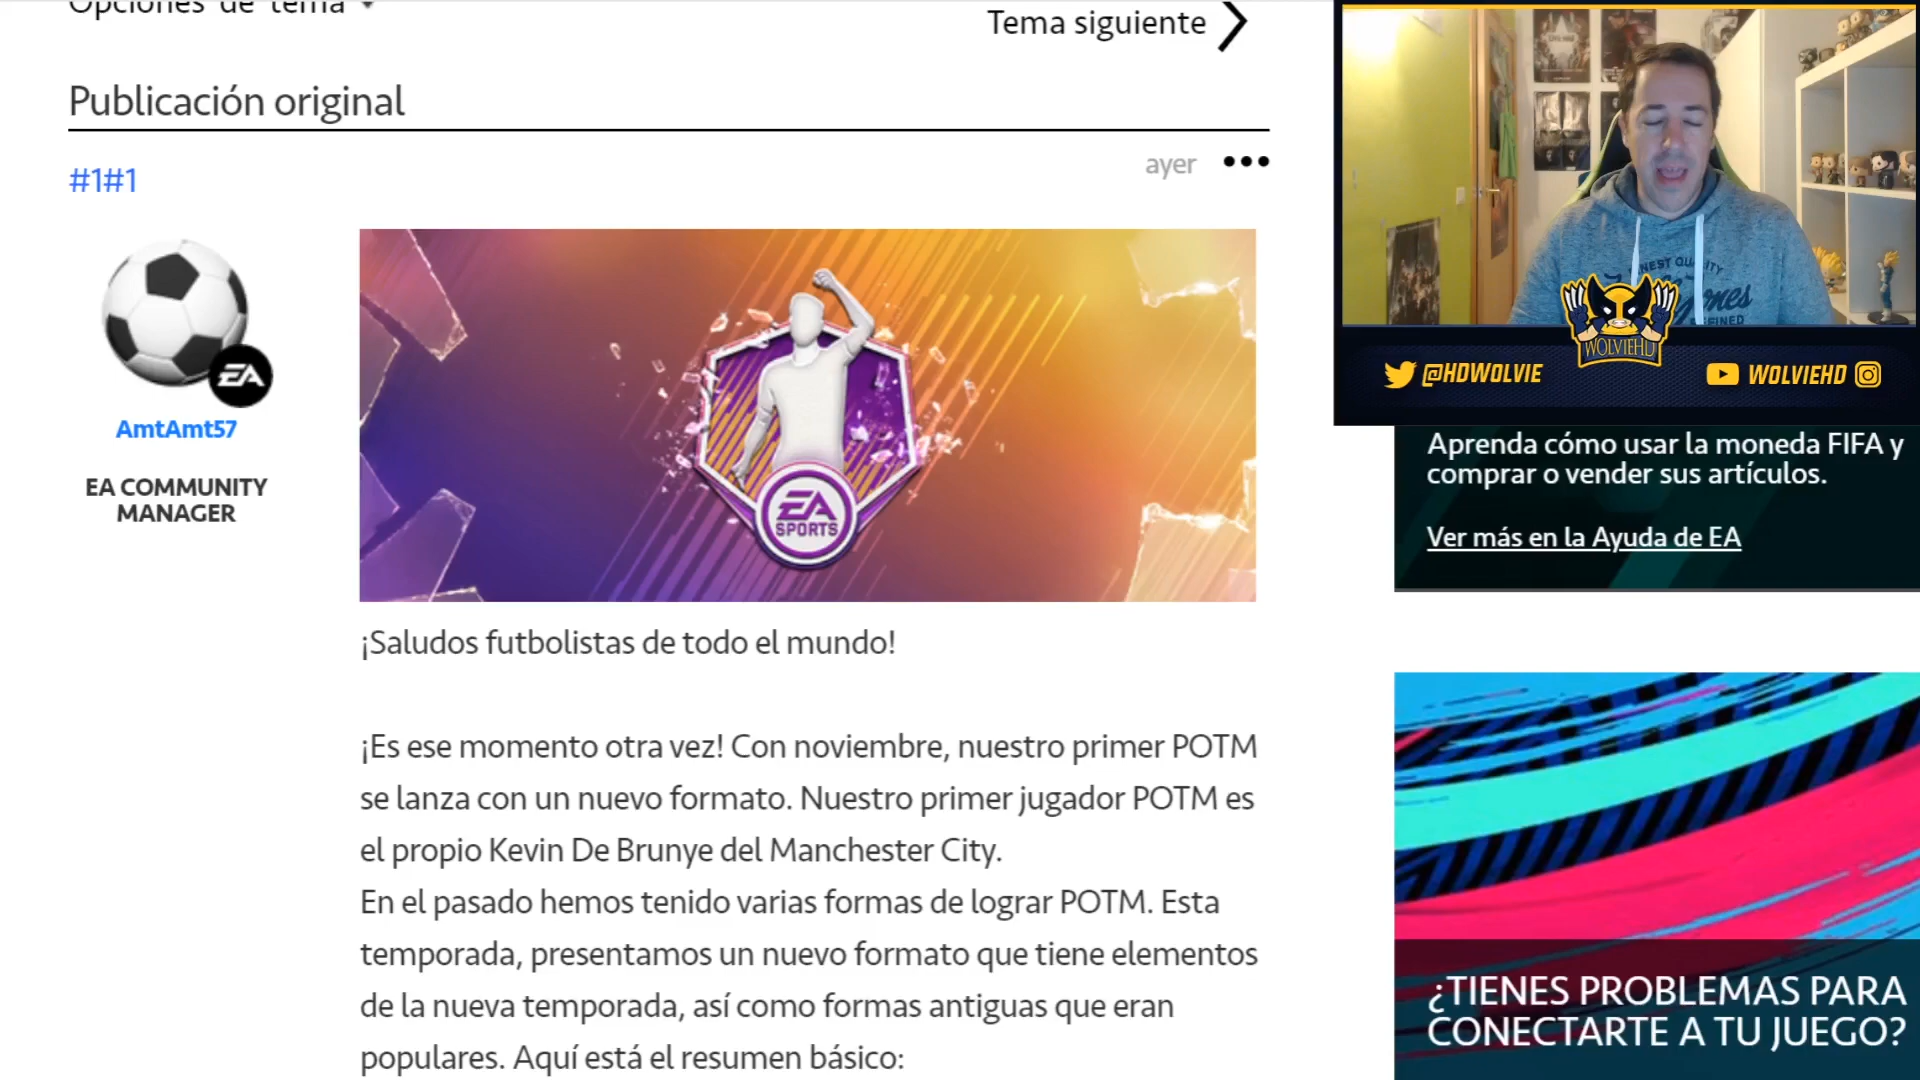 Opciones de tema
Tema siguiente
Publicación original
#1#1
ayer
EA
AmtAmt57
EA COMMUNITY
MANAGER
EA
SPORTS
¡Saludos futbolistas de todo el mundo!
¡Es ese momento otra vez! Con noviembre, nuestro primer POTM
se lanza con un nuevo formato. Nuestro primer jugador POTM es
el propio Kevin De Brunye del Manchester City.
En el pasado hemos tenido varias formas de lograr POTM. Esta
temporada, presentamos un nuevo formato que tiene elementos
de la nueva temporada, así como formas antiguas que eran
populares. Aquí está el resumen básico:
WOLVIEHD
@HDWOLVIE
WOLVIEHD
Aprenda cómo usar la moneda FIFA y
comprar o vender sus artículos.
Ver más en la Ayuda de EA
¿TIENES PROBLEMAS PARA
CONECTARTE A TU JUEGO?